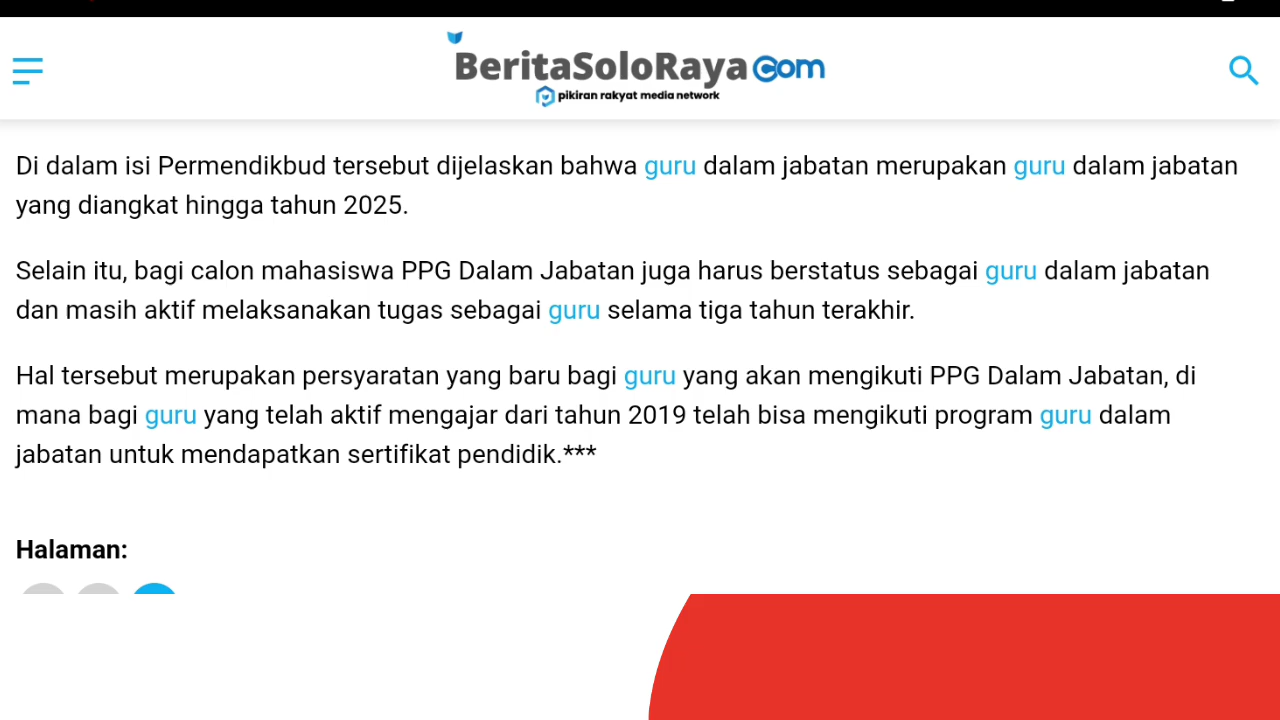 BeritaSoloRaya com
pikiran rakyat media network
Di dalam isi Permendikbud tersebut dijelaskan bahwa guru dalam jabatan merupakan guru dalam jabatan
yang diangkat hingga tahun 2025.
Selain itu, bagi calon mahasiswa PPG Dalam Jabatan juga harus berstatus sebagai guru dalam jabatan
dan masih aktif melaksanakan tugas sebagai guru selama tiga tahun terakhir.
Hal tersebut merupakan persyaratan yang baru bagi guru yang akan mengikuti PPG Dalam Jabatan, di
mana bagi guru yang telah aktif mengajar dari tahun 2019 telah bisa mengikuti program guru dalam
jabatan untuk mendapatkan sertifikat pendidik.***
Halaman: